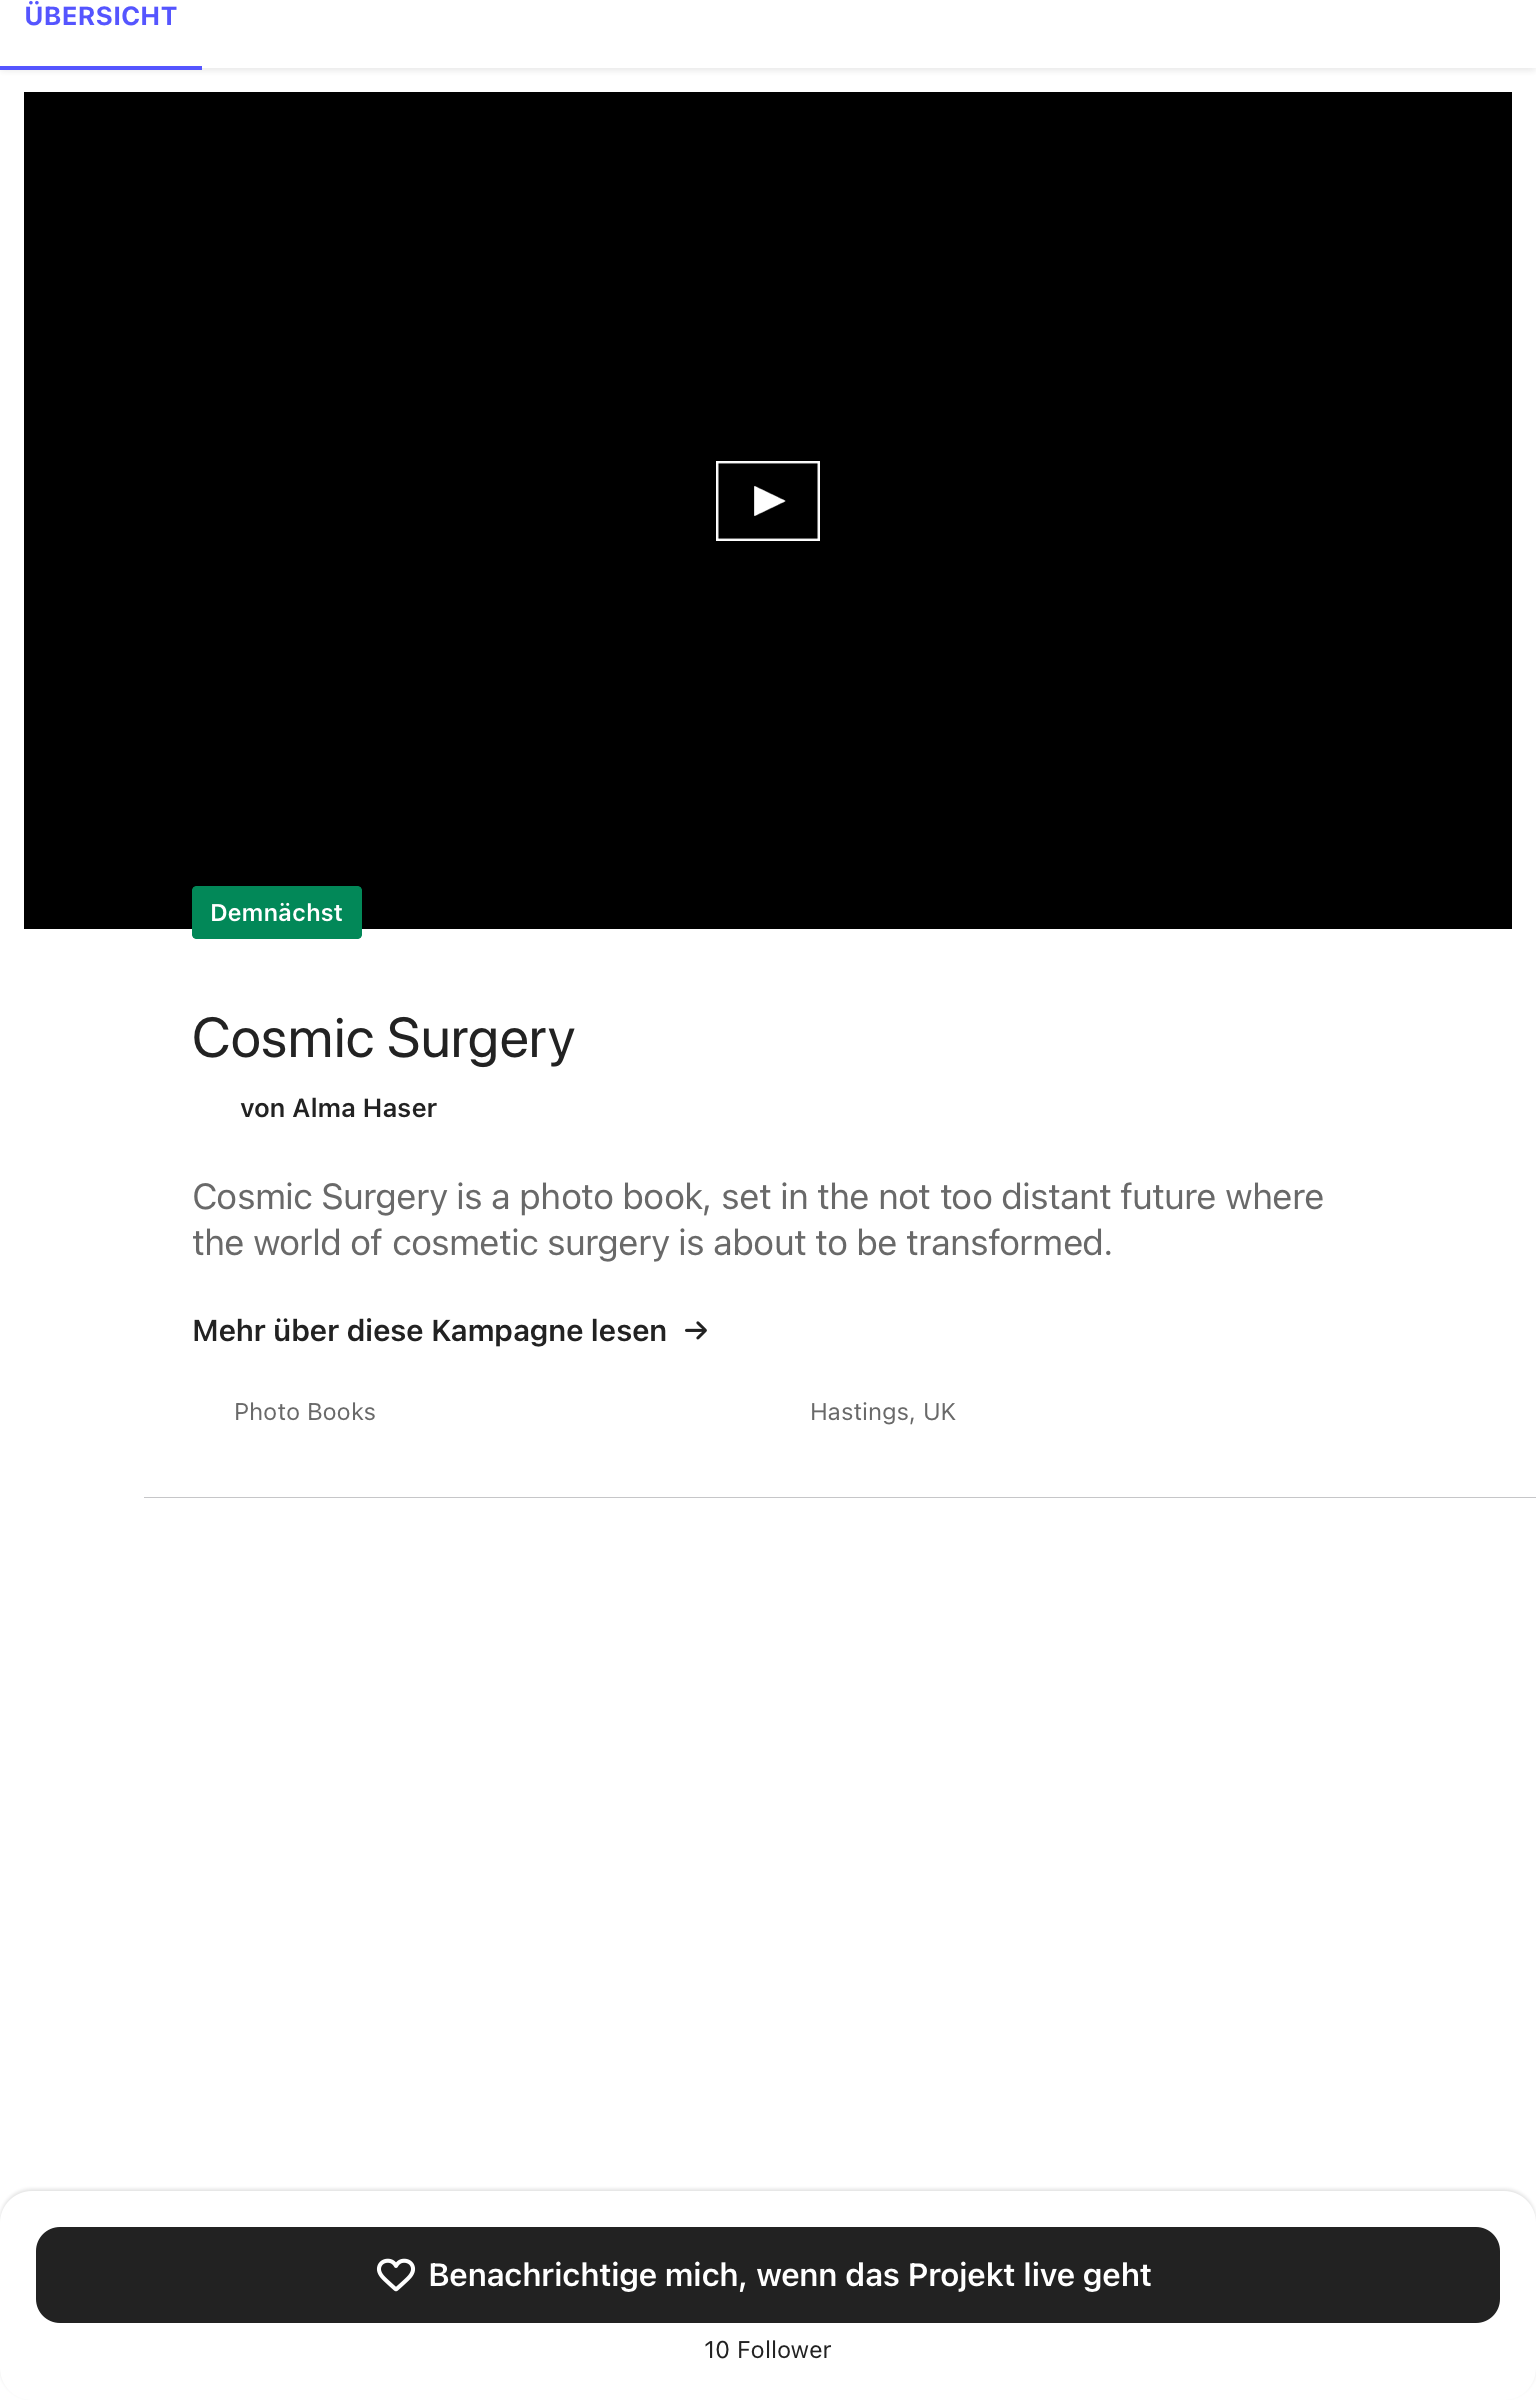 ÜBERSICHT
Demnächst
Cosmic Surgery
von Alma Haser
Cosmic Surgery is a photo book, set in the not too distant future where
the world of cosmetic surgery is about to be transformed.
Mehr über diese Kampagne lesen →
Photo Books
Hastings, UK
Benachrichtige mich, wenn das Projekt live geht
10 Follower